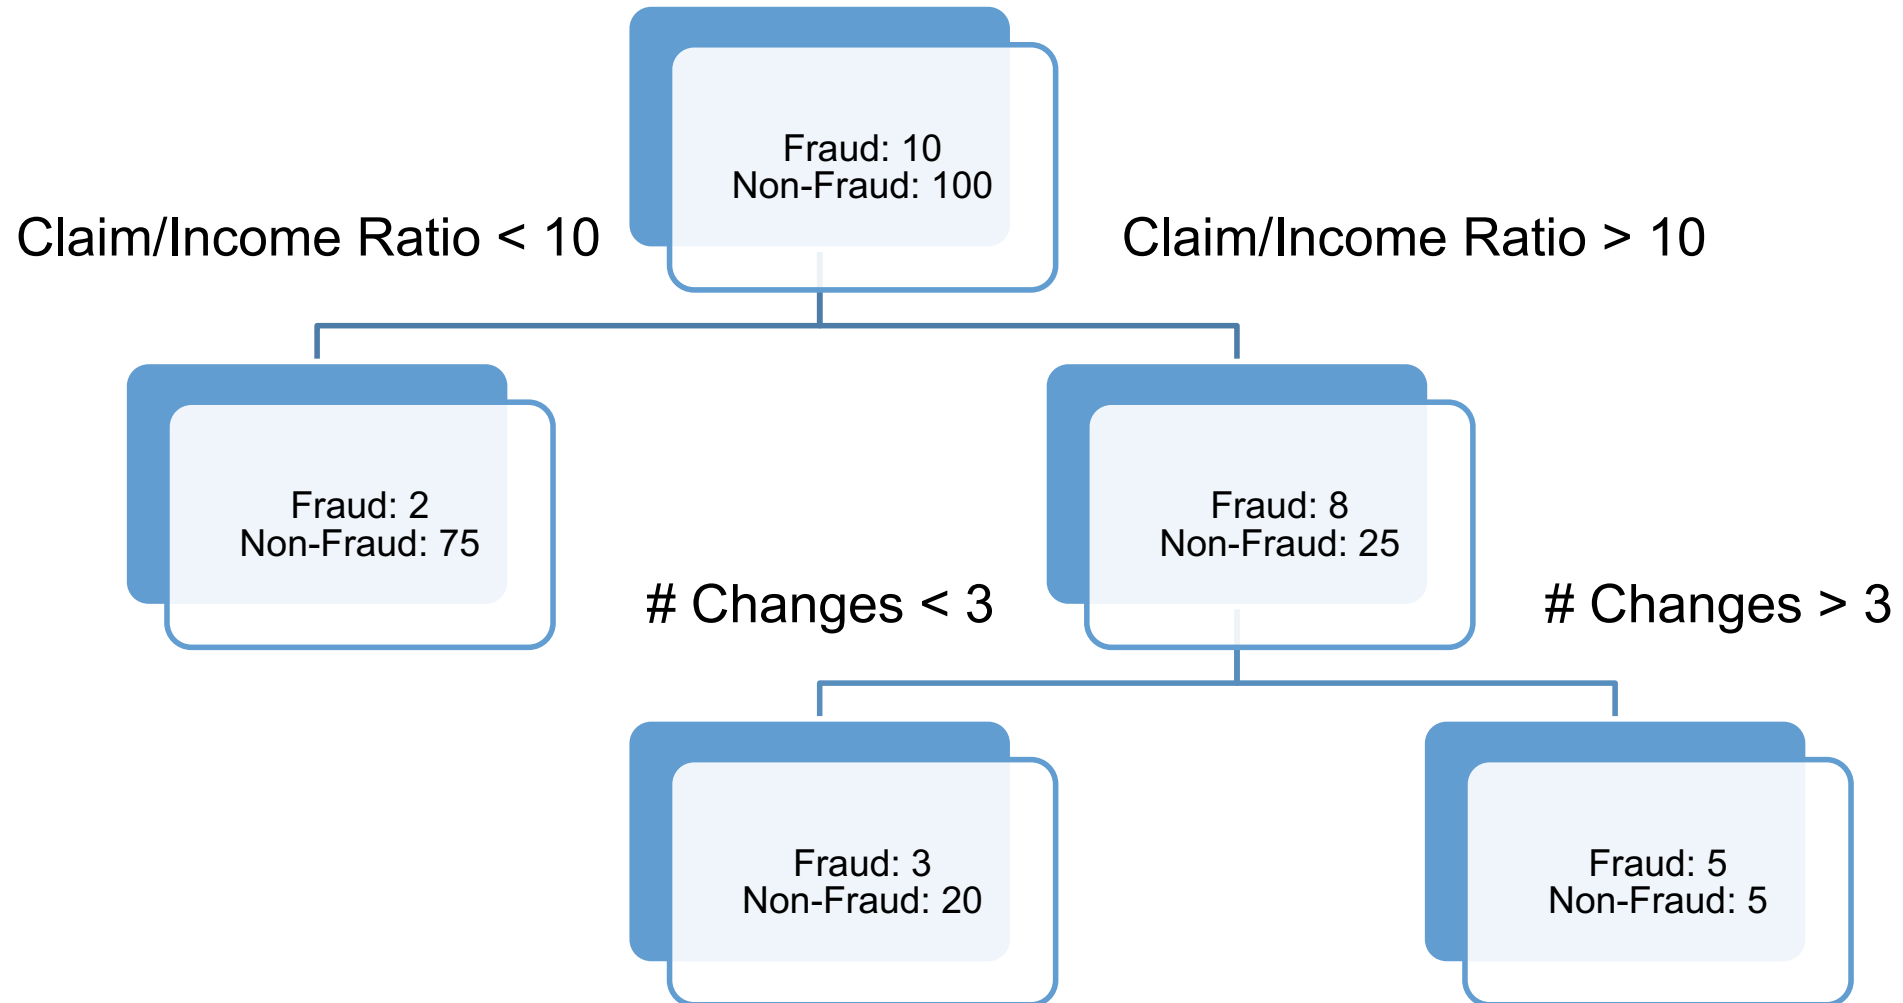 Fraud: 10
Non-Fraud: 100
Claim/Income Ratio < 10
Claim/Income Ratio > 10
Fraud: 2
Non-Fraud: 75
Fraud: 8
Non-Fraud: 25
# Changes < 3
# Changes > 3
Fraud: 3
Non-Fraud: 20
Fraud: 5
Non-Fraud: 5